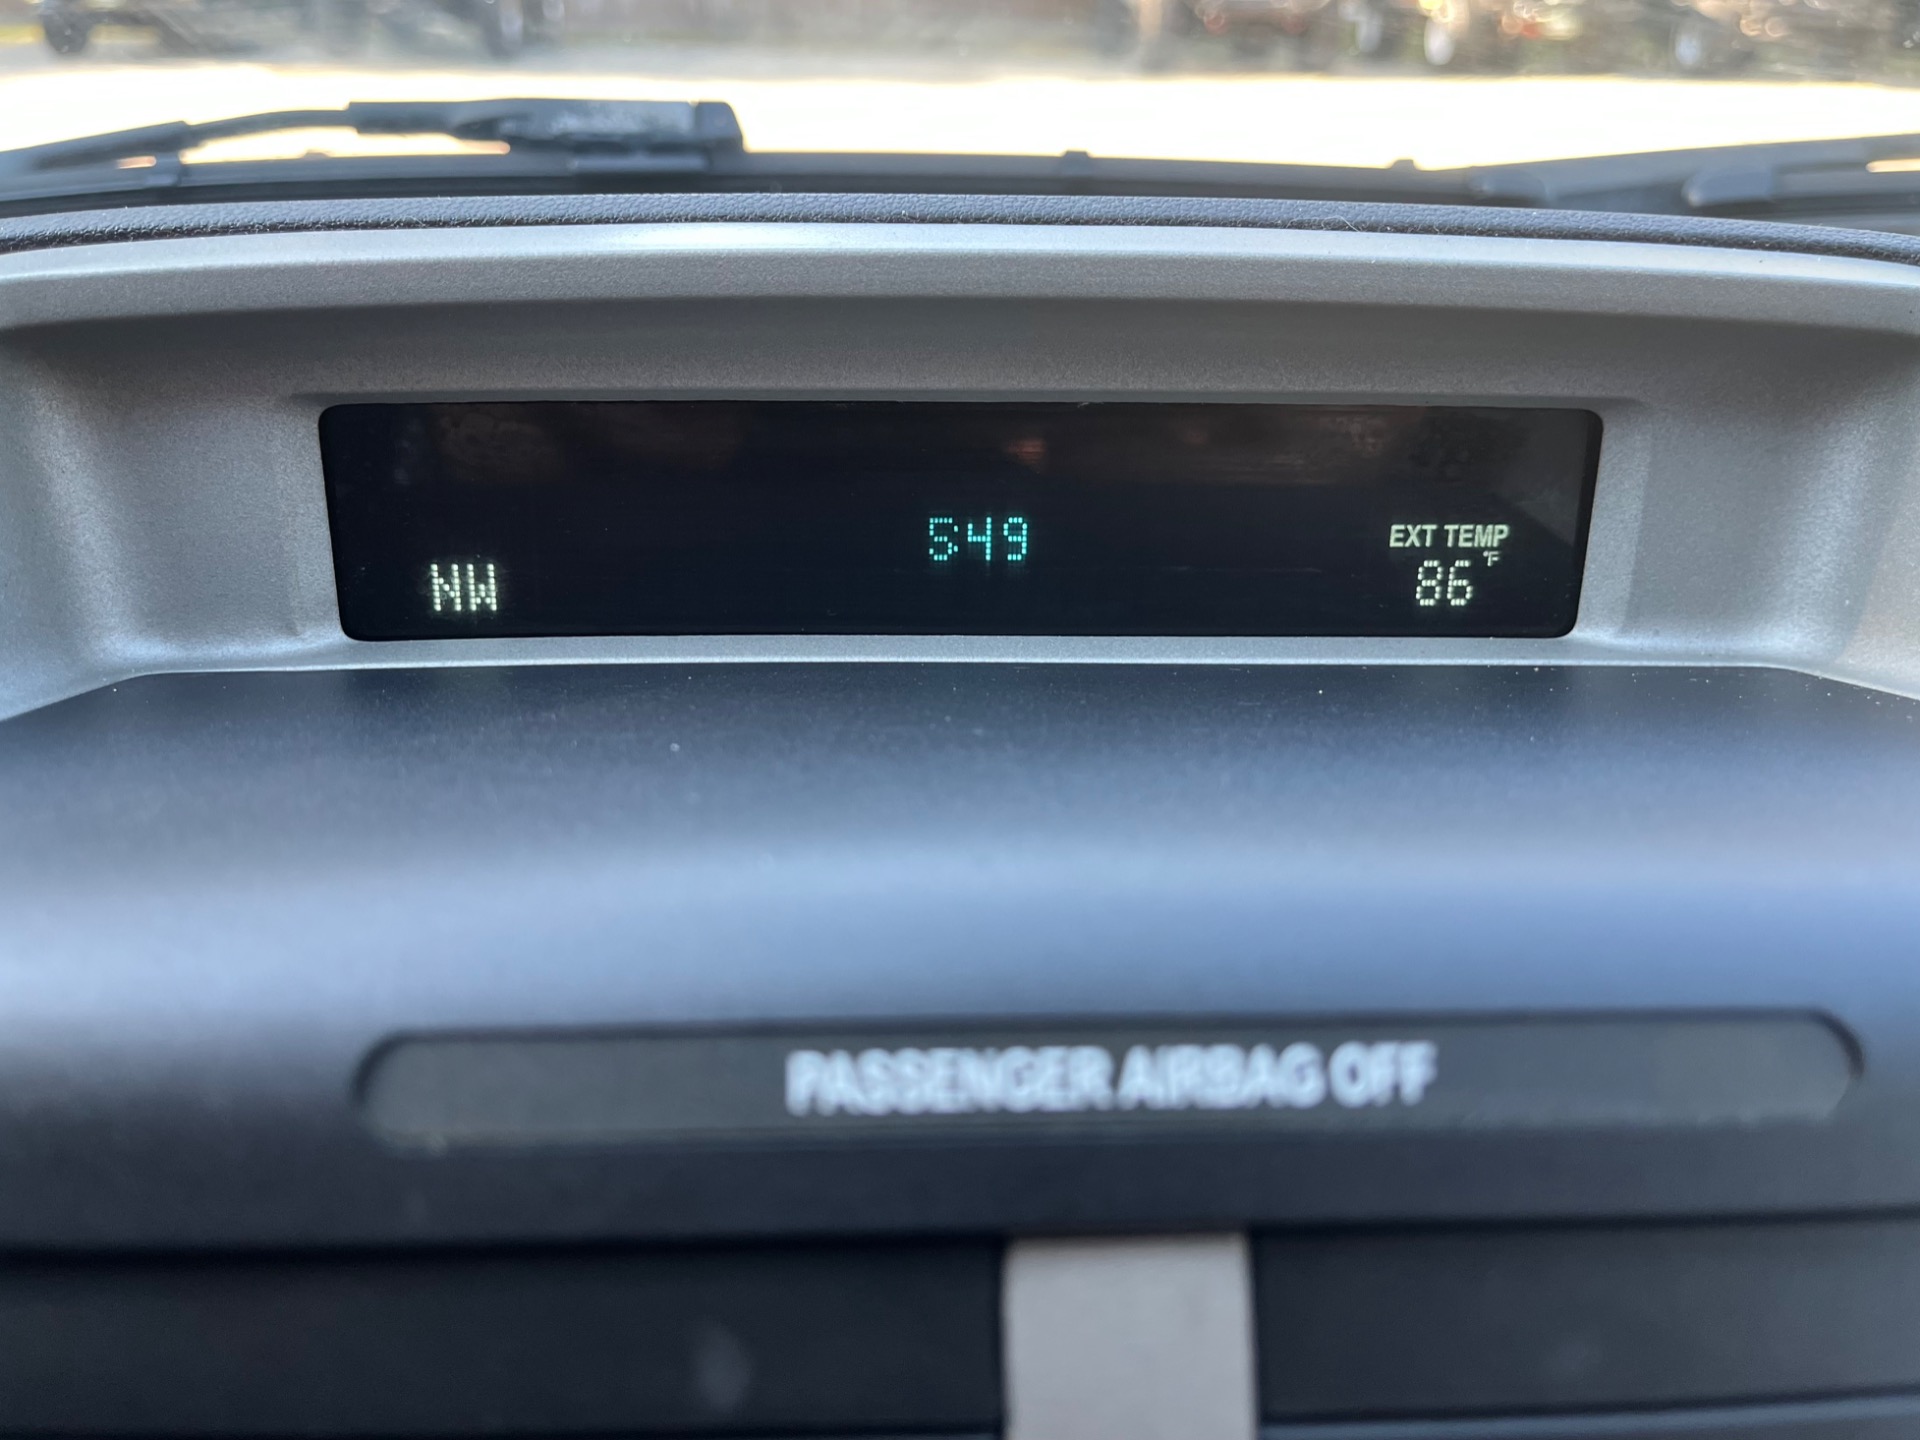 5:49
EXT TEMP
NW
86°F
PASSENGER AIRBAG OFF